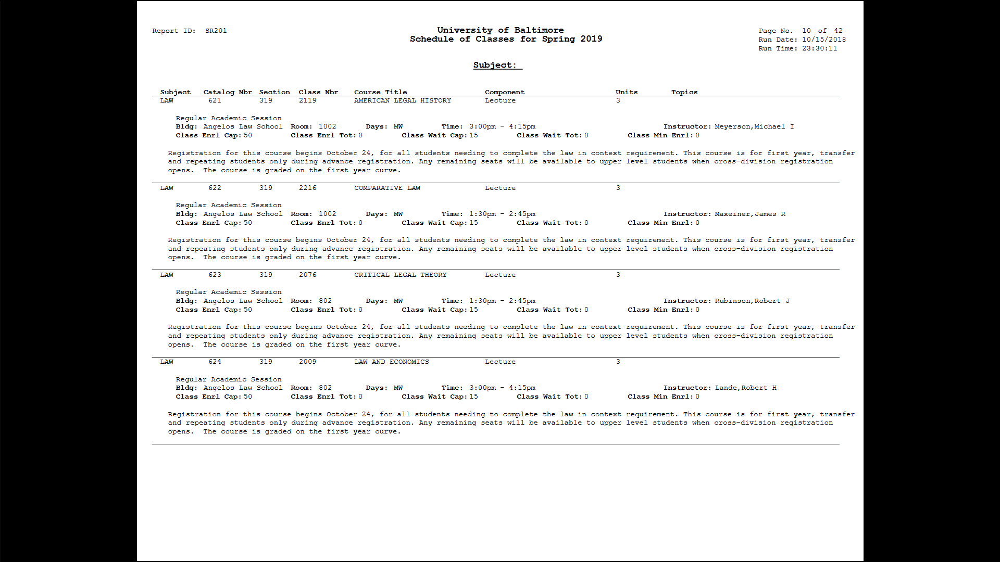 Report ID: SR201
University of Baltimore
Schedule of Classes for Spring 2019
Page No. 10 of 42
Run Date: 10/15/2018
Run Time: 23:30:11
Subject:
Subject Catalog Nbr Section Class Nbr Course Title Component Units Topics
LAW 621 319 2119 AMERICAN LEGAL HISTORY Lecture 3
Regular Academic Session
Bldg: Angelos Law School Room: 1002 Days: MW Time: 3:00pm - 4:15pm Instructor: Meyerson,Michael I
Class Enrl Cap: 50 Class Enrl Tot: 0 Class Wait Cap: 15 Class Wait Tot: 0 Class Min Enrl: 0
Registration for this course begins October 24, for all students needing to complete the law in context requirement. This course is for first year, transfer
and repeating students only during advance registration. Any remaining seats will be available to upper level students when cross-division registration
opens. The course is graded on the first year curve.
LAW 622 319 2216 COMPARATIVE LAW Lecture 3
Regular Academic Session
Bldg: Angelos Law School Room: 1002 Days: MW Time: 1:30pm - 2:45pm Instructor: Maxeiner,James R
Class Enrl Cap: 50 Class Enrl Tot: 0 Class Wait Cap: 15 Class Wait Tot: 0 Class Min Enrl: 0
Registration for this course begins October 24, for all students needing to complete the law in context requirement. This course is for first year, transfer
and repeating students only during advance registration. Any remaining seats will be available to upper level students when cross-division registration
opens. The course is graded on the first year curve.
LAW 623 319 2076 CRITICAL LEGAL THEORY Lecture 3
Regular Academic Session
Bldg: Angelos Law School Room: 802 Days: MW Time: 1:30pm - 2:45pm Instructor: Rubinson,Robert J
Class Enrl Cap: 50 Class Enrl Tot: 0 Class Wait Cap: 15 Class Wait Tot: 0 Class Min Enrl: 0
Registration for this course begins October 24, for all students needing to complete the law in context requirement. This course is for first year, transfer
and repeating students only during advance registration. Any remaining seats will be available to upper level students when cross-division registration
opens. The course is graded on the first year curve.
LAW 624 319 2009 LAW AND ECONOMICS Lecture 3
Regular Academic Session
Bldg: Angelos Law School Room: 802 Days: MW Time: 3:00pm - 4:15pm Instructor: Lande,Robert H
Class Enrl Cap: 50 Class Enrl Tot: 0 Class Wait Cap: 15 Class Wait Tot: 0 Class Min Enrl: 0
Registration for this course begins October 24, for all students needing to complete the law in context requirement. This course is for first year, transfer
and repeating students only during advance registration. Any remaining seats will be available to upper level students when cross-division registration
opens. The course is graded on the first year curve.